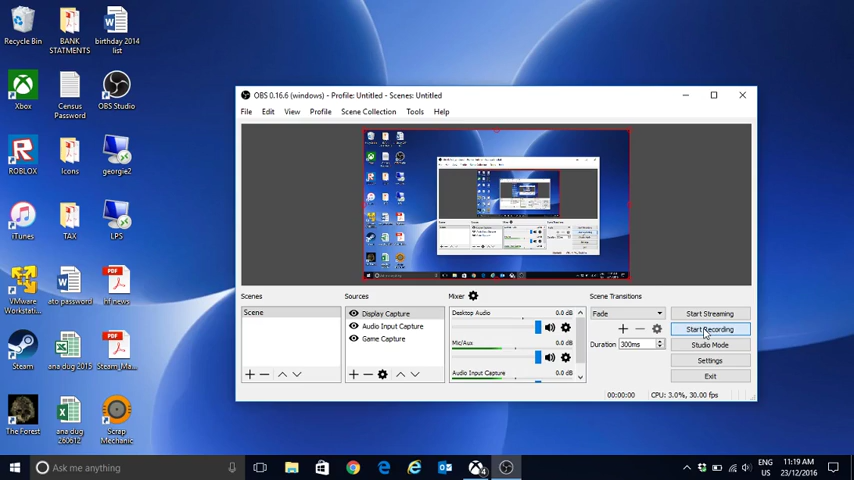 Recycle Bin
BANK STATMENTS
birthday 2014 list
Xbox
Census Password
OBS Studio
ROBLOX
Icons
georgie2
iTunes
TAX
LPS
VMware Workstati...
ato password
hf news
Steam
ana dug 2015
Steam_Ma...
The Forest
ana dug 260612
Scrap Mechanic
OBS 0.16.6 (windows) - Profile: Untitled - Scenes: Untitled
File Edit View Profile Scene Collection Tools Help
Scenes
Scene
Sources
Display Capture
Audio Input Capture
Game Capture
Mixer
Desktop Audio 0.0 dB
Mic/Aux 0.0 dB
Audio Input Capture 0.0 dB
Scene Transitions
Fade
Duration 300ms
Start Streaming
Start Recording
Studio Mode
Settings
Exit
00:00:00 CPU: 3.0%, 30.00 fps
Ask me anything
ENG
US
11:19 AM
23/12/2016